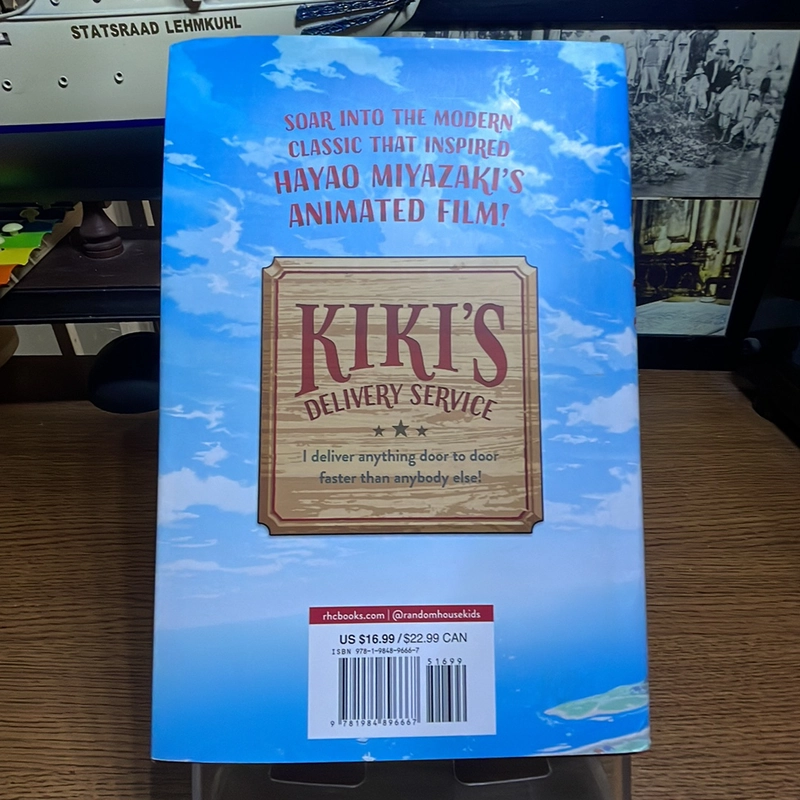 STATSRAAD LEHMKUHL
SOAR INTO THE MODERN
CLASSIC THAT INSPIRED
HAYAO MIYAZAKI'S
ANIMATED FILM!
KIKI'S
DELIVERY SERVICE
I deliver anything door to door
faster than anybody else!
rhcbooks.com | @randomhousekids
US $16.99 / $22.99 CAN
ISBN 978-1-9848-9666-7
51699
9 781984 896667